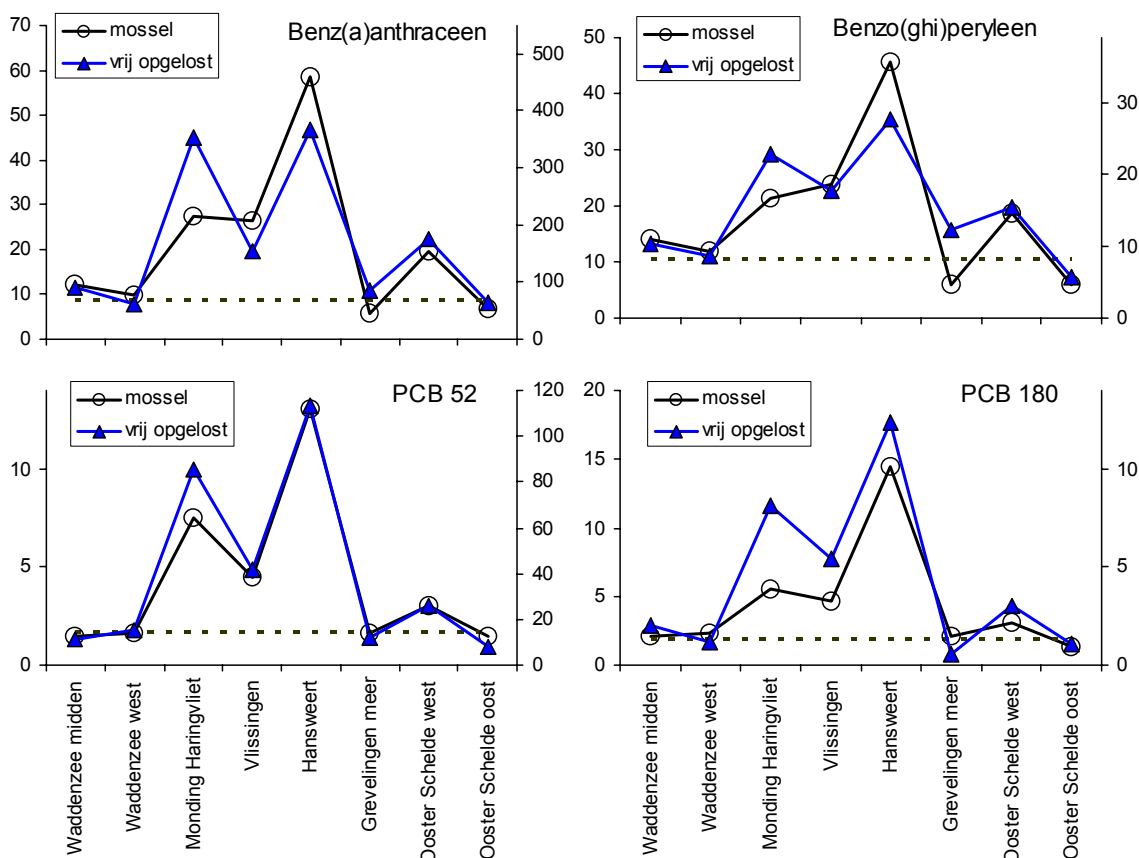 Benz(a)anthraceen
mossel
vrij opgelost
70
60
50
40
30
20
10
0
500
400
300
200
100
0
Benzo(ghi)peryleen
mossel
vrij opgelost
50
40
30
20
10
0
30
20
10
0
PCB 52
mossel
vrij opgelost
10
5
0
120
100
80
60
40
20
0
PCB 180
mossel
vrij opgelost
20
15
10
5
0
10
5
0
Waddenzee midden
Waddenzee west
Monding Haringvliet
Vlissingen
Hansweert
Grevelingen meer
Ooster Schelde west
Ooster Schelde oost
Waddenzee midden
Waddenzee west
Monding Haringvliet
Vlissingen
Hansweert
Grevelingen meer
Ooster Schelde west
Ooster Schelde oost